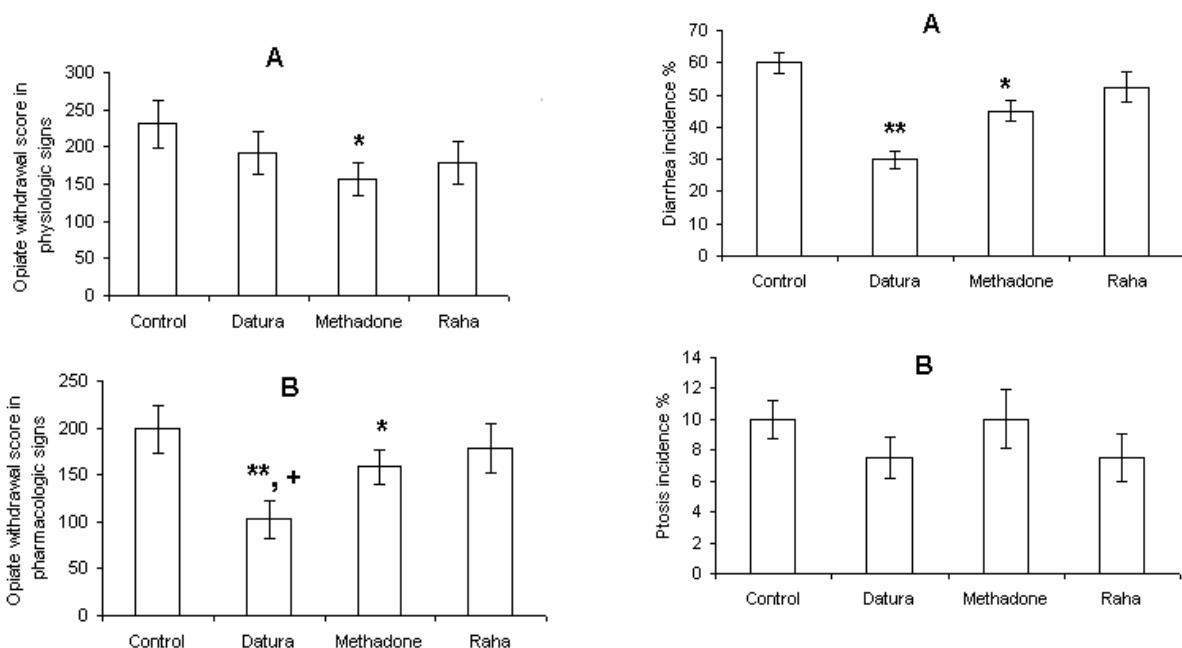 A
Opiate withdrawal score in
physiologic signs
300
250
200
150
100
50
0
*
Control Datura Methadone Raha
B
Opiate withdrawal score in
pharmacologic signs
250
200
150
100
50
0
**, +
*
Control Datura Methadone Raha
A
Diarrhea incidence %
70
60
50
40
30
20
10
0
**
*
Control Datura Methadone Raha
B
Ptosis incidence %
14
12
10
8
6
4
2
0
Control Datura Methadone Raha